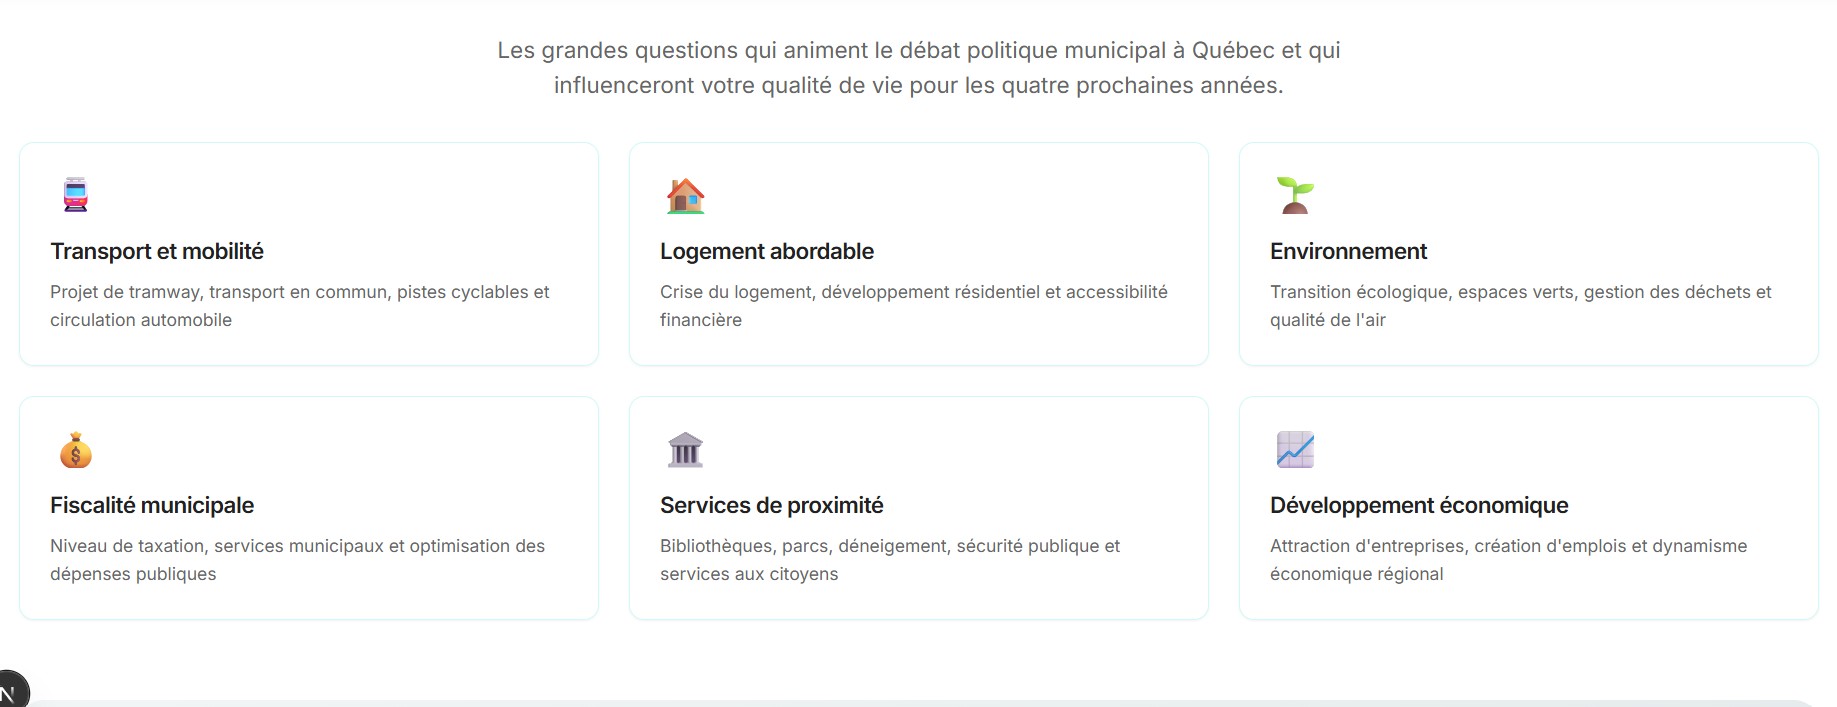 Les grandes questions qui animent le débat politique municipal à Québec et qui
influenceront votre qualité de vie pour les quatre prochaines années.
Transport et mobilité
Projet de tramway, transport en commun, pistes cyclables et
circulation automobile
Logement abordable
Crise du logement, développement résidentiel et accessibilité
financière
Environnement
Transition écologique, espaces verts, gestion des déchets et
qualité de l'air
$
Fiscalité municipale
Niveau de taxation, services municipaux et optimisation des
dépenses publiques
Services de proximité
Bibliothèques, parcs, déneigement, sécurité publique et
services aux citoyens
Développement économique
Attraction d'entreprises, création d'emplois et dynamisme
économique régional
N